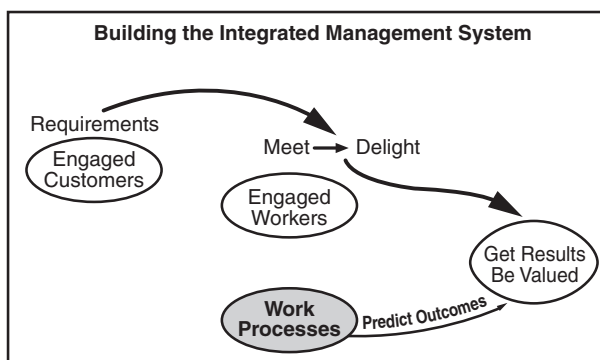 Building the Integrated Management System
Requirements
Engaged
Customers
Meet Delight
Engaged
Workers
Get Results
Be Valued
Work
Processes
Predict Outcomes